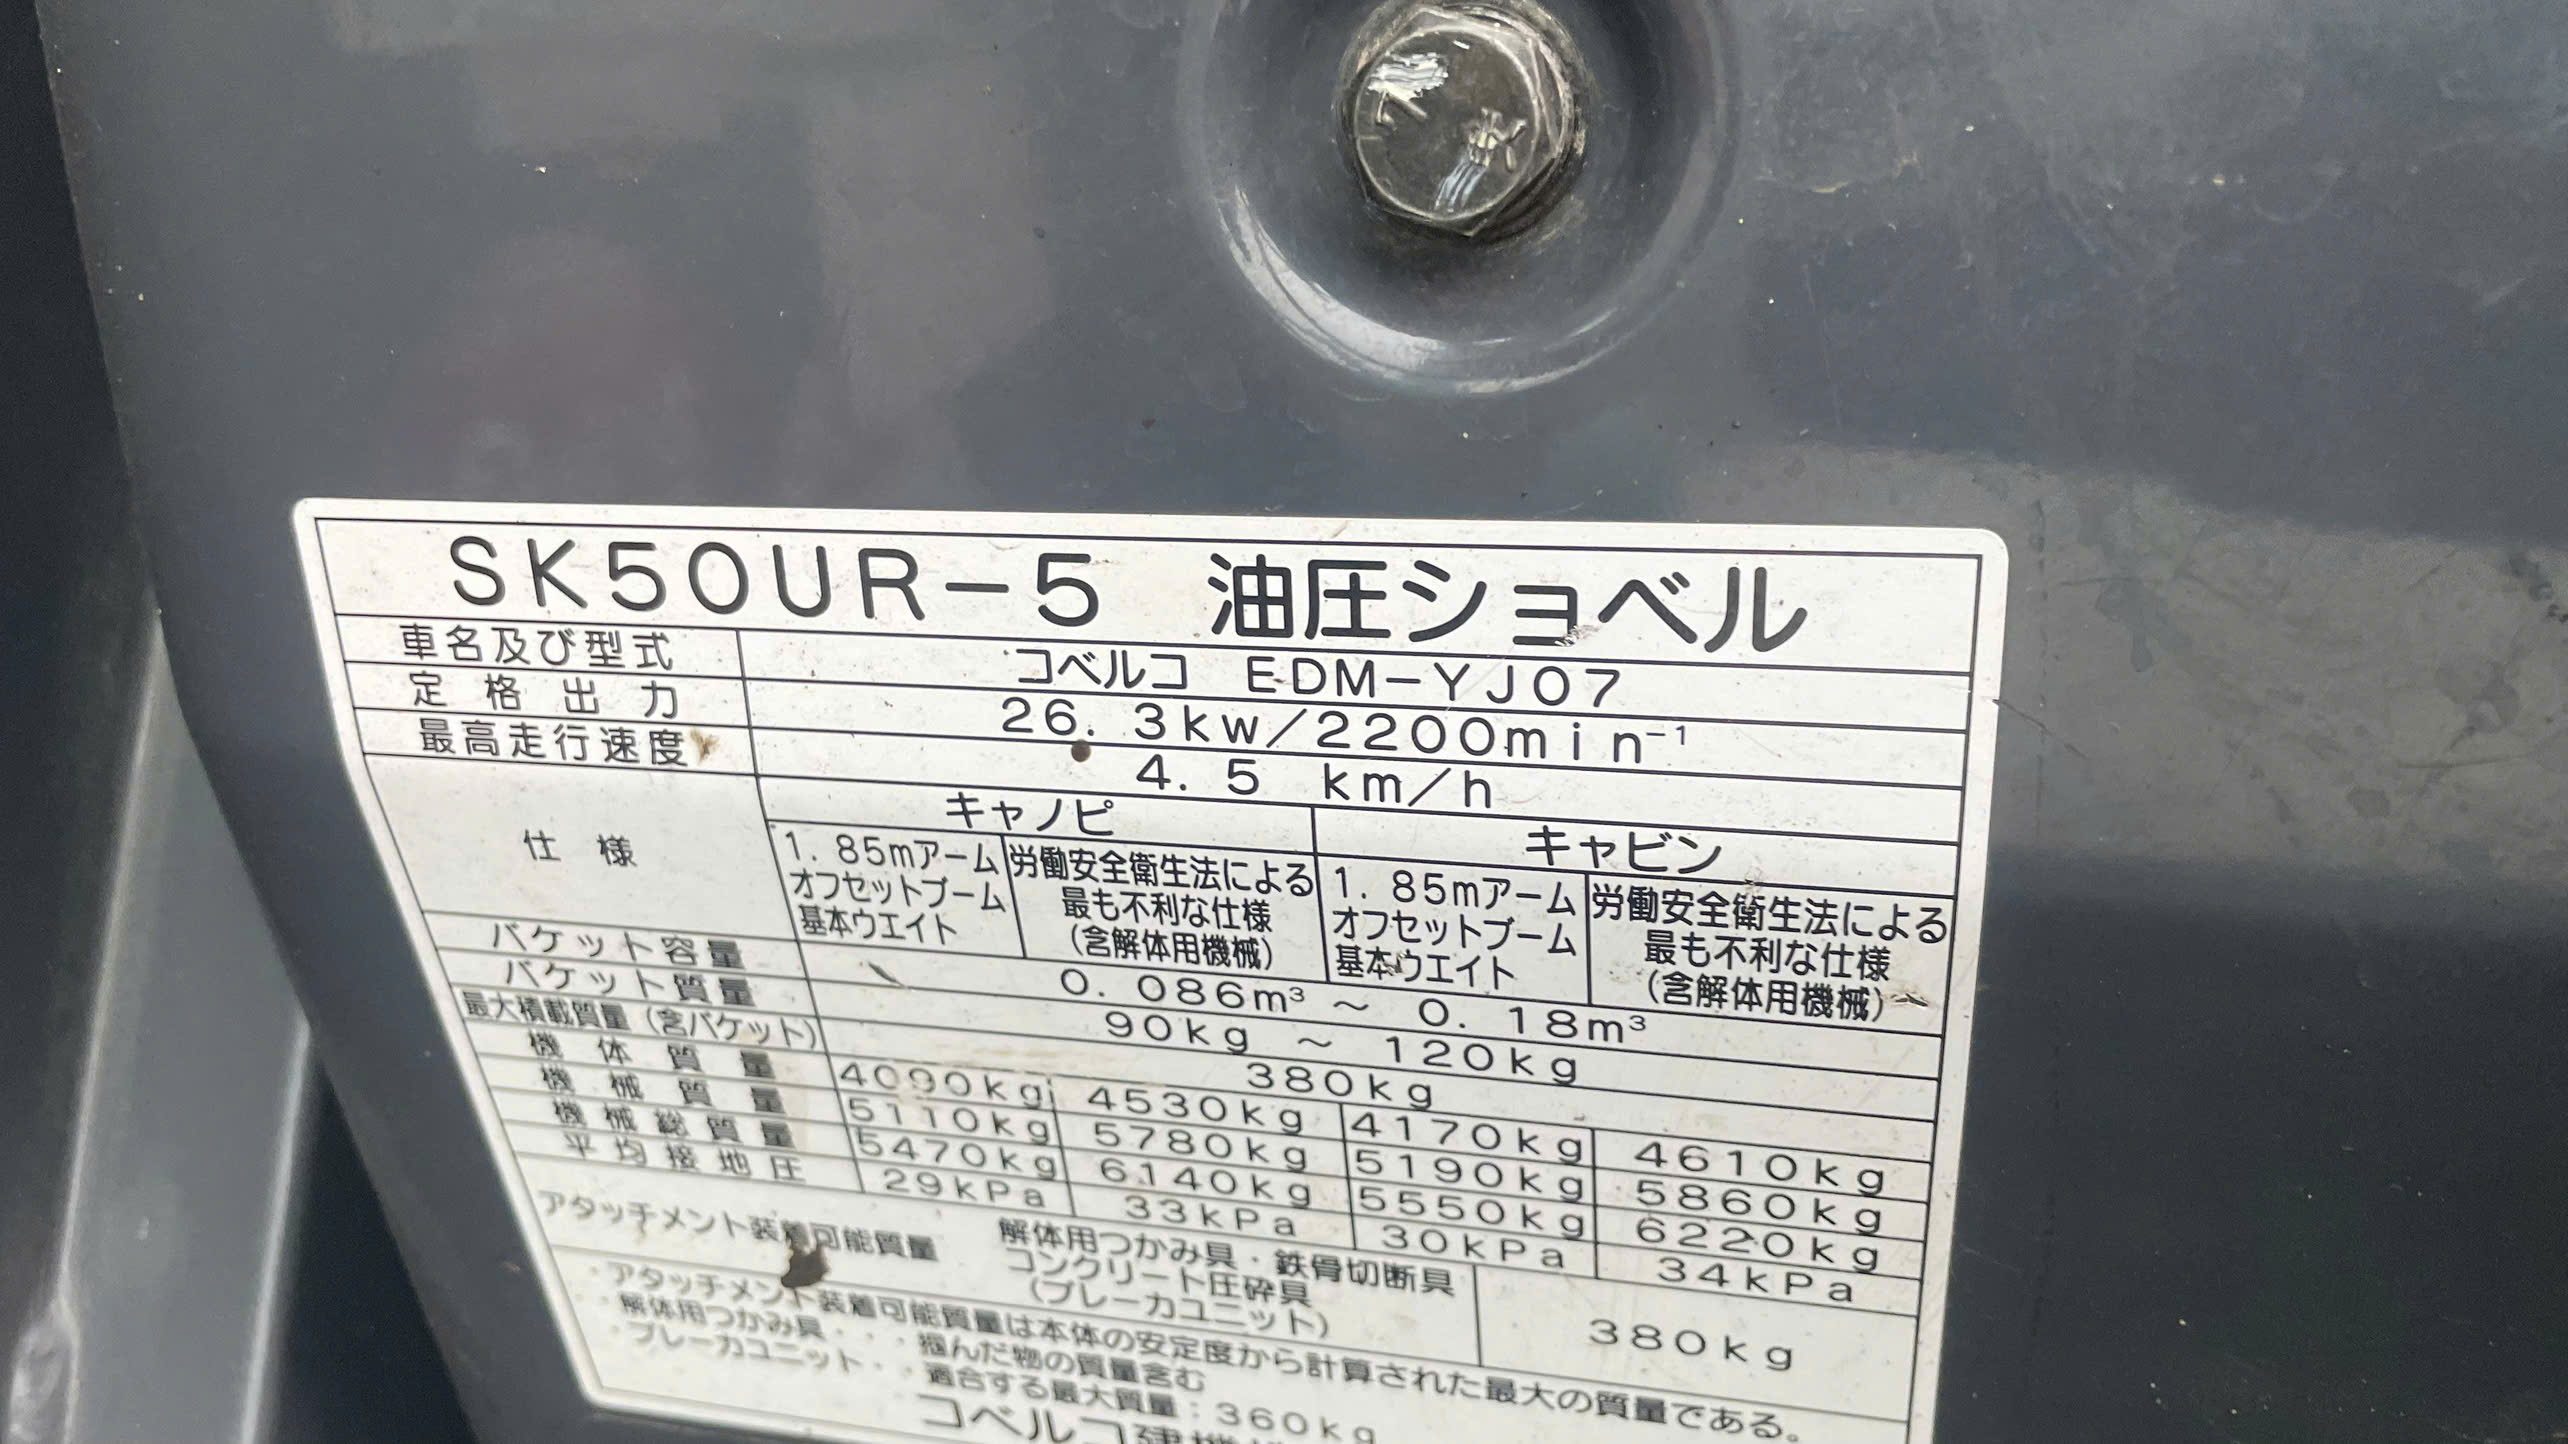 SK50UR-5 油圧ショベル
車名及び型式 コベルコ EDM-YJ07
定格出力 26.3kw/2200min⁻¹
最高走行速度 4.5 km/h
仕様 キャノピ キャビン
1.85mアーム 労働安全衛生法による 1.85mアーム 労働安全衛生法による
オフセットブーム 最も不利な仕様 オフセットブーム 最も不利な仕様
基本ウエイト (含解体用機械) 基本ウエイト (含解体用機械)
バケット容量 0.086m³ ~ 0.18m³
バケット質量 90kg ~ 120kg
最大積載質量(含バケット) 380kg
機体質量 4090kg 4530kg 4170kg 4610kg
機械質量 5110kg 5780kg 5190kg 5860kg
機械総質量 5470kg 6140kg 5550kg 6220kg
平均接地圧 29kPa 33kPa 30kPa 34kPa
アタッチメント装着可能質量 解体用つかみ具・鉄骨切断具 380kg
コンクリート圧砕具
(ブレーカユニット)
・アタッチメント装着可能質量は本体の安定度から計算された最大の質量である。
・解体用つかみ具・・・掴んだ物の質量含む
・ブレーカユニット・・適合する最大質量:360kg
コベルコ建機